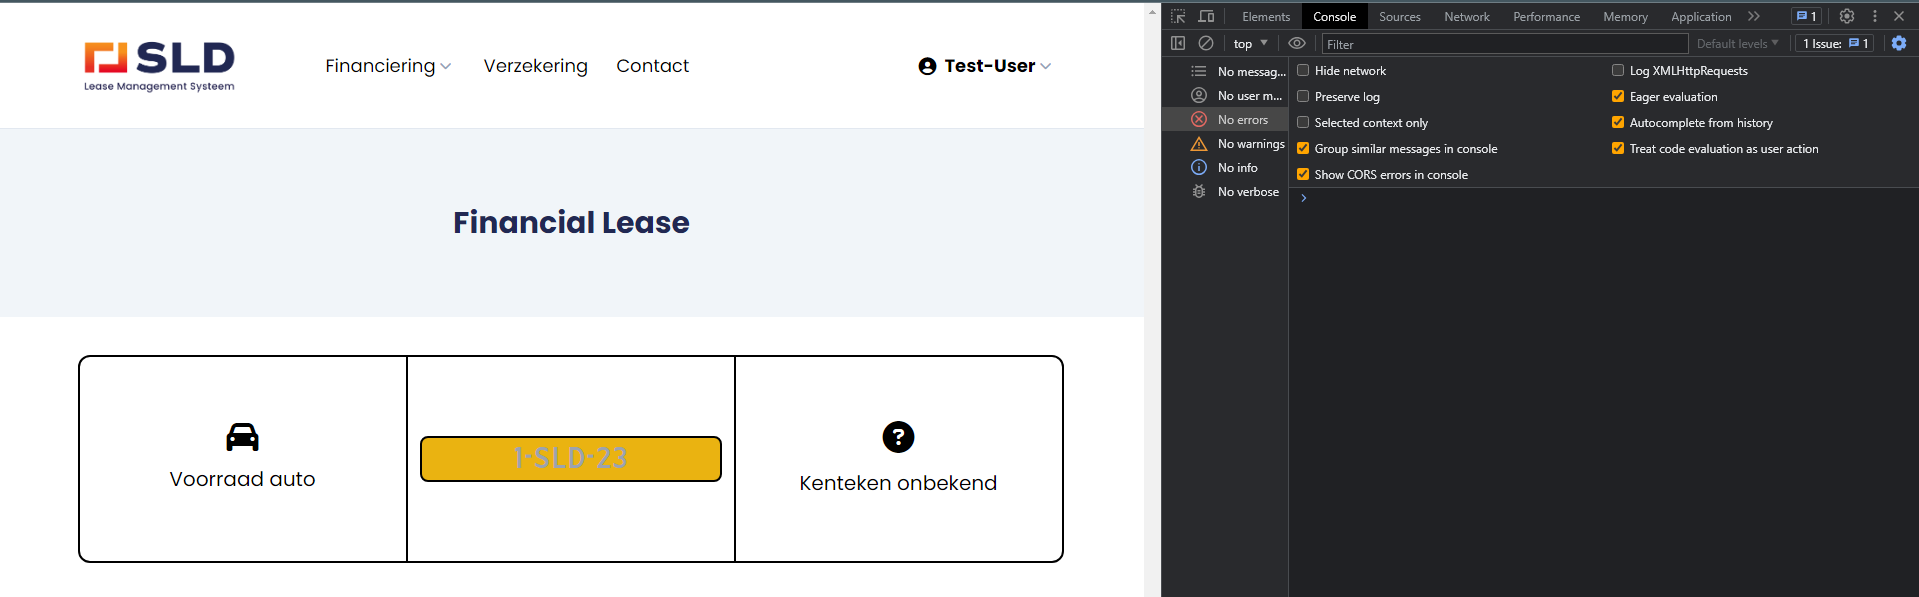 SLD
Lease Management Systeem
Financiering
Verzekering
Contact
Test-User
Financial Lease
Voorraad auto
1-SLD-23
?
Kenteken onbekend
Elements
Console
Sources
Network
Performance
Memory
Application
1
top
Filter
Default levels
1 Issue:
1
No messag...
No user m...
No errors
No warnings
No info
No verbose
Hide network
Preserve log
Selected context only
Group similar messages in console
Show CORS errors in console
Log XMLHttpRequests
Eager evaluation
Autocomplete from history
Treat code evaluation as user action